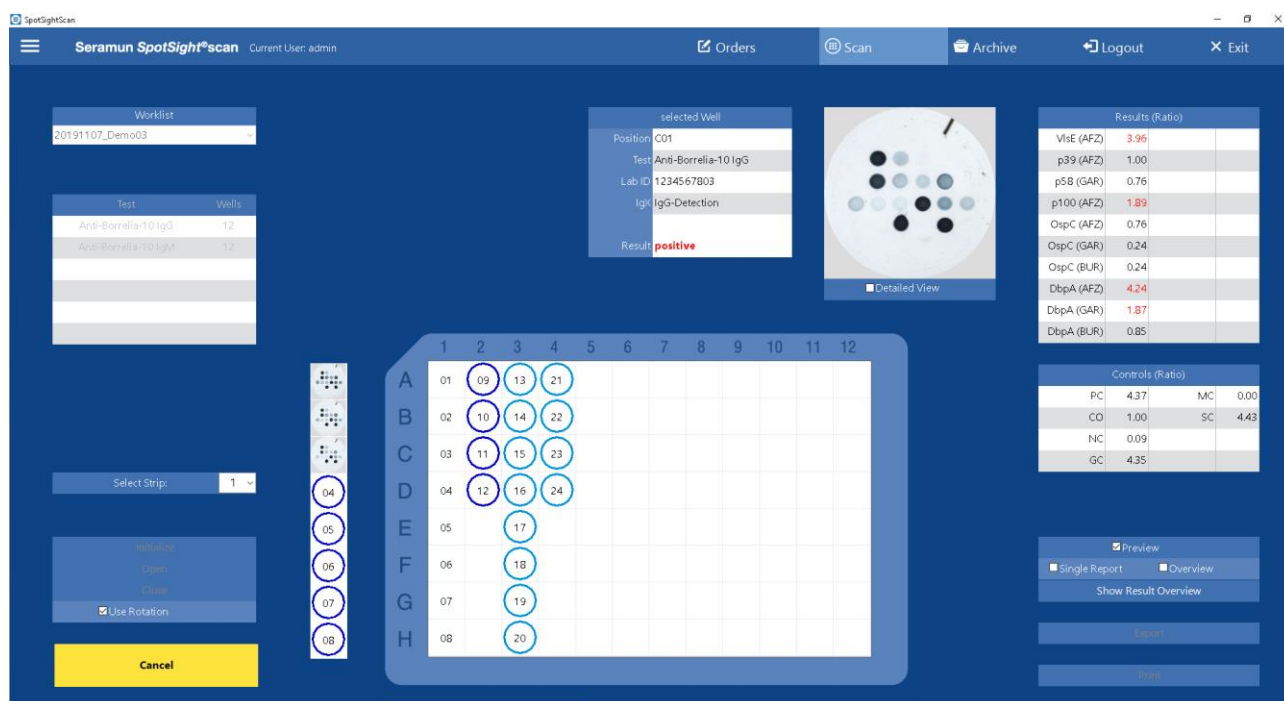 SpotSightScan
Seramun SpotSight®scan Current User: admin
Orders
Scan
Archive
Logout
Exit
Worklist
20191107_Demo03
Test Wells
Anti-Borrelia-10 IgG 12
Anti-Borrelia-10 IgM 12
Select Strip: 1
Initialize
Open
Close
Use Rotation
Cancel
selected Well
Position C01
Test Anti-Borrelia-10 IgG
Lab ID 1234567803
IgX IgG-Detection
Result positive
Detailed View
1 2 3 4 5 6 7 8 9 10 11 12
A 01 09 13 21
B 02 10 14 22
C 03 11 15 23
04 D 04 12 16 24
05 E 05 17
06 F 06 18
07 G 07 19
08 H 08 20
Results (Ratio)
VlsE (AFZ) 3.96
p39 (AFZ) 1.00
p58 (GAR) 0.76
p100 (AFZ) 1.89
OspC (AFZ) 0.76
OspC (GAR) 0.24
OspC (BUR) 0.24
DbpA (AFZ) 4.24
DbpA (GAR) 1.87
DbpA (BUR) 0.85
Controls (Ratio)
PC 4.37 MC 0.00
CO 1.00 SC 4.43
NC 0.09
GC 4.35
Preview
Single Report Overview
Show Result Overview
Export
Print